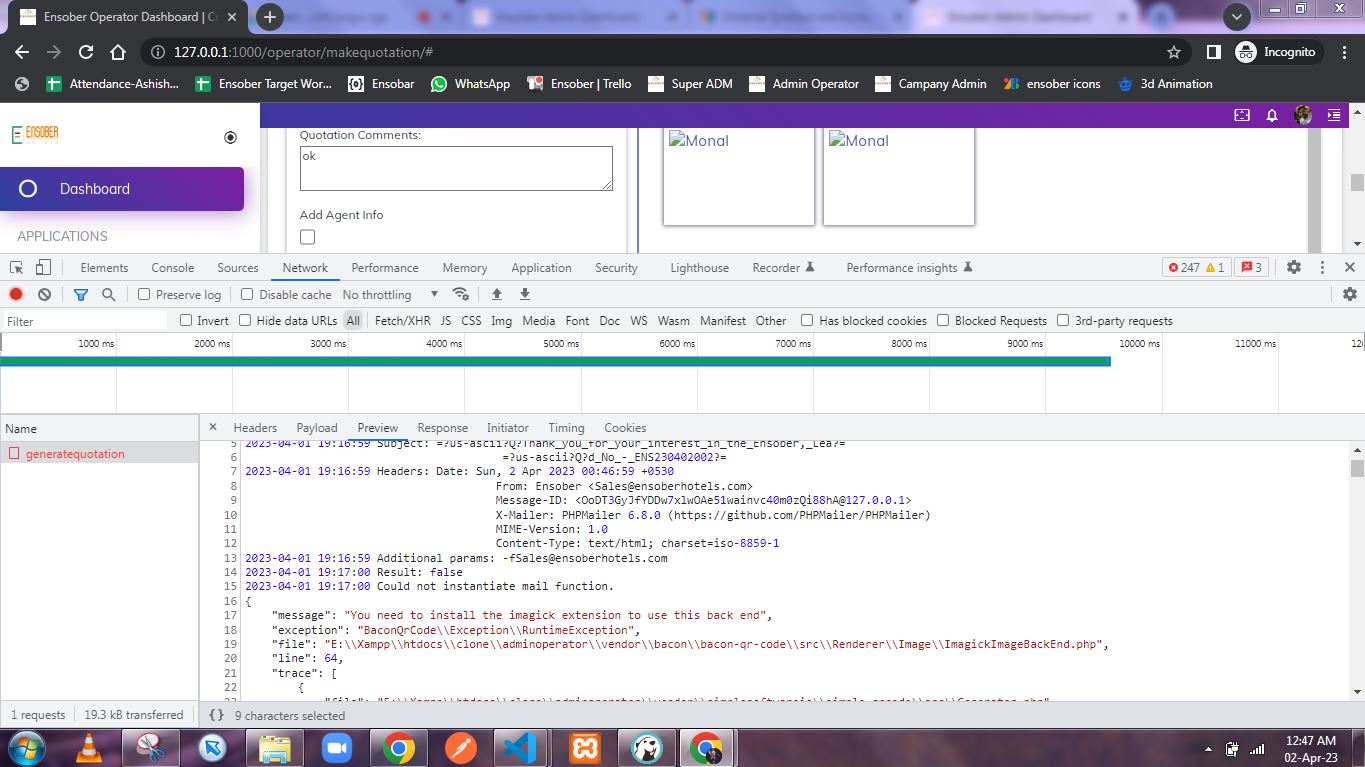 Ensober Operator Dashboard | Cr
127.0.0.1:1000/operator/makequotation/#
Incognito
Attendance-Ashish...
Ensober Target Wor...
Ensobar
WhatsApp
Ensober | Trello
Super ADM
Admin Operator
Campany Admin
ensober icons
3d Animation
ENSOBER
Dashboard
APPLICATIONS
Quotation Comments:
ok
Add Agent Info
Monal
Monal
Elements Console Sources Network Performance Memory Application Security Lighthouse Recorder Performance insights 247 1 3
Preserve log Disable cache No throttling
Filter Invert Hide data URLs All Fetch/XHR JS CSS Img Media Font Doc WS Wasm Manifest Other Has blocked cookies Blocked Requests 3rd-party requests
1000 ms 2000 ms 3000 ms 4000 ms 5000 ms 6000 ms 7000 ms 8000 ms 9000 ms 10000 ms 11000 ms 12
Name
generatequotation
Headers Payload Preview Response Initiator Timing Cookies
5 2023-04-01 19:16:59 Subject: =?us-ascii?Q?Thank_you_for_your_interest_in_the_Ensober,_Lea?=
6 =?us-ascii?Q?d_No_-_ENS230402002?=
7 2023-04-01 19:16:59 Headers: Date: Sun, 2 Apr 2023 00:46:59 +0530
8 From: Ensober <Sales@ensoberhotels.com>
9 Message-ID: <OoDT3GyJfYDDw7xlwOAe51wainvc40m0zQi88hA@127.0.0.1>
10 X-Mailer: PHPMailer 6.8.0 (https://github.com/PHPMailer/PHPMailer)
11 MIME-Version: 1.0
12 Content-Type: text/html; charset=iso-8859-1
13 2023-04-01 19:16:59 Additional params: -fSales@ensoberhotels.com
14 2023-04-01 19:17:00 Result: false
15 2023-04-01 19:17:00 Could not instantiate mail function.
16 {
17 "message": "You need to install the imagick extension to use this back end",
18 "exception": "BaconQrCode\\Exception\\RuntimeException",
19 "file": "E:\\Xampp\\htdocs\\clone\\adminoperator\\vendor\\bacon\\bacon-qr-code\\src\\Renderer\\Image\\ImagickImageBackEnd.php",
20 "line": 64,
21 "trace": [
22 {
1 requests 19.3 kB transferred
{} 9 characters selected
12:47 AM
02-Apr-23